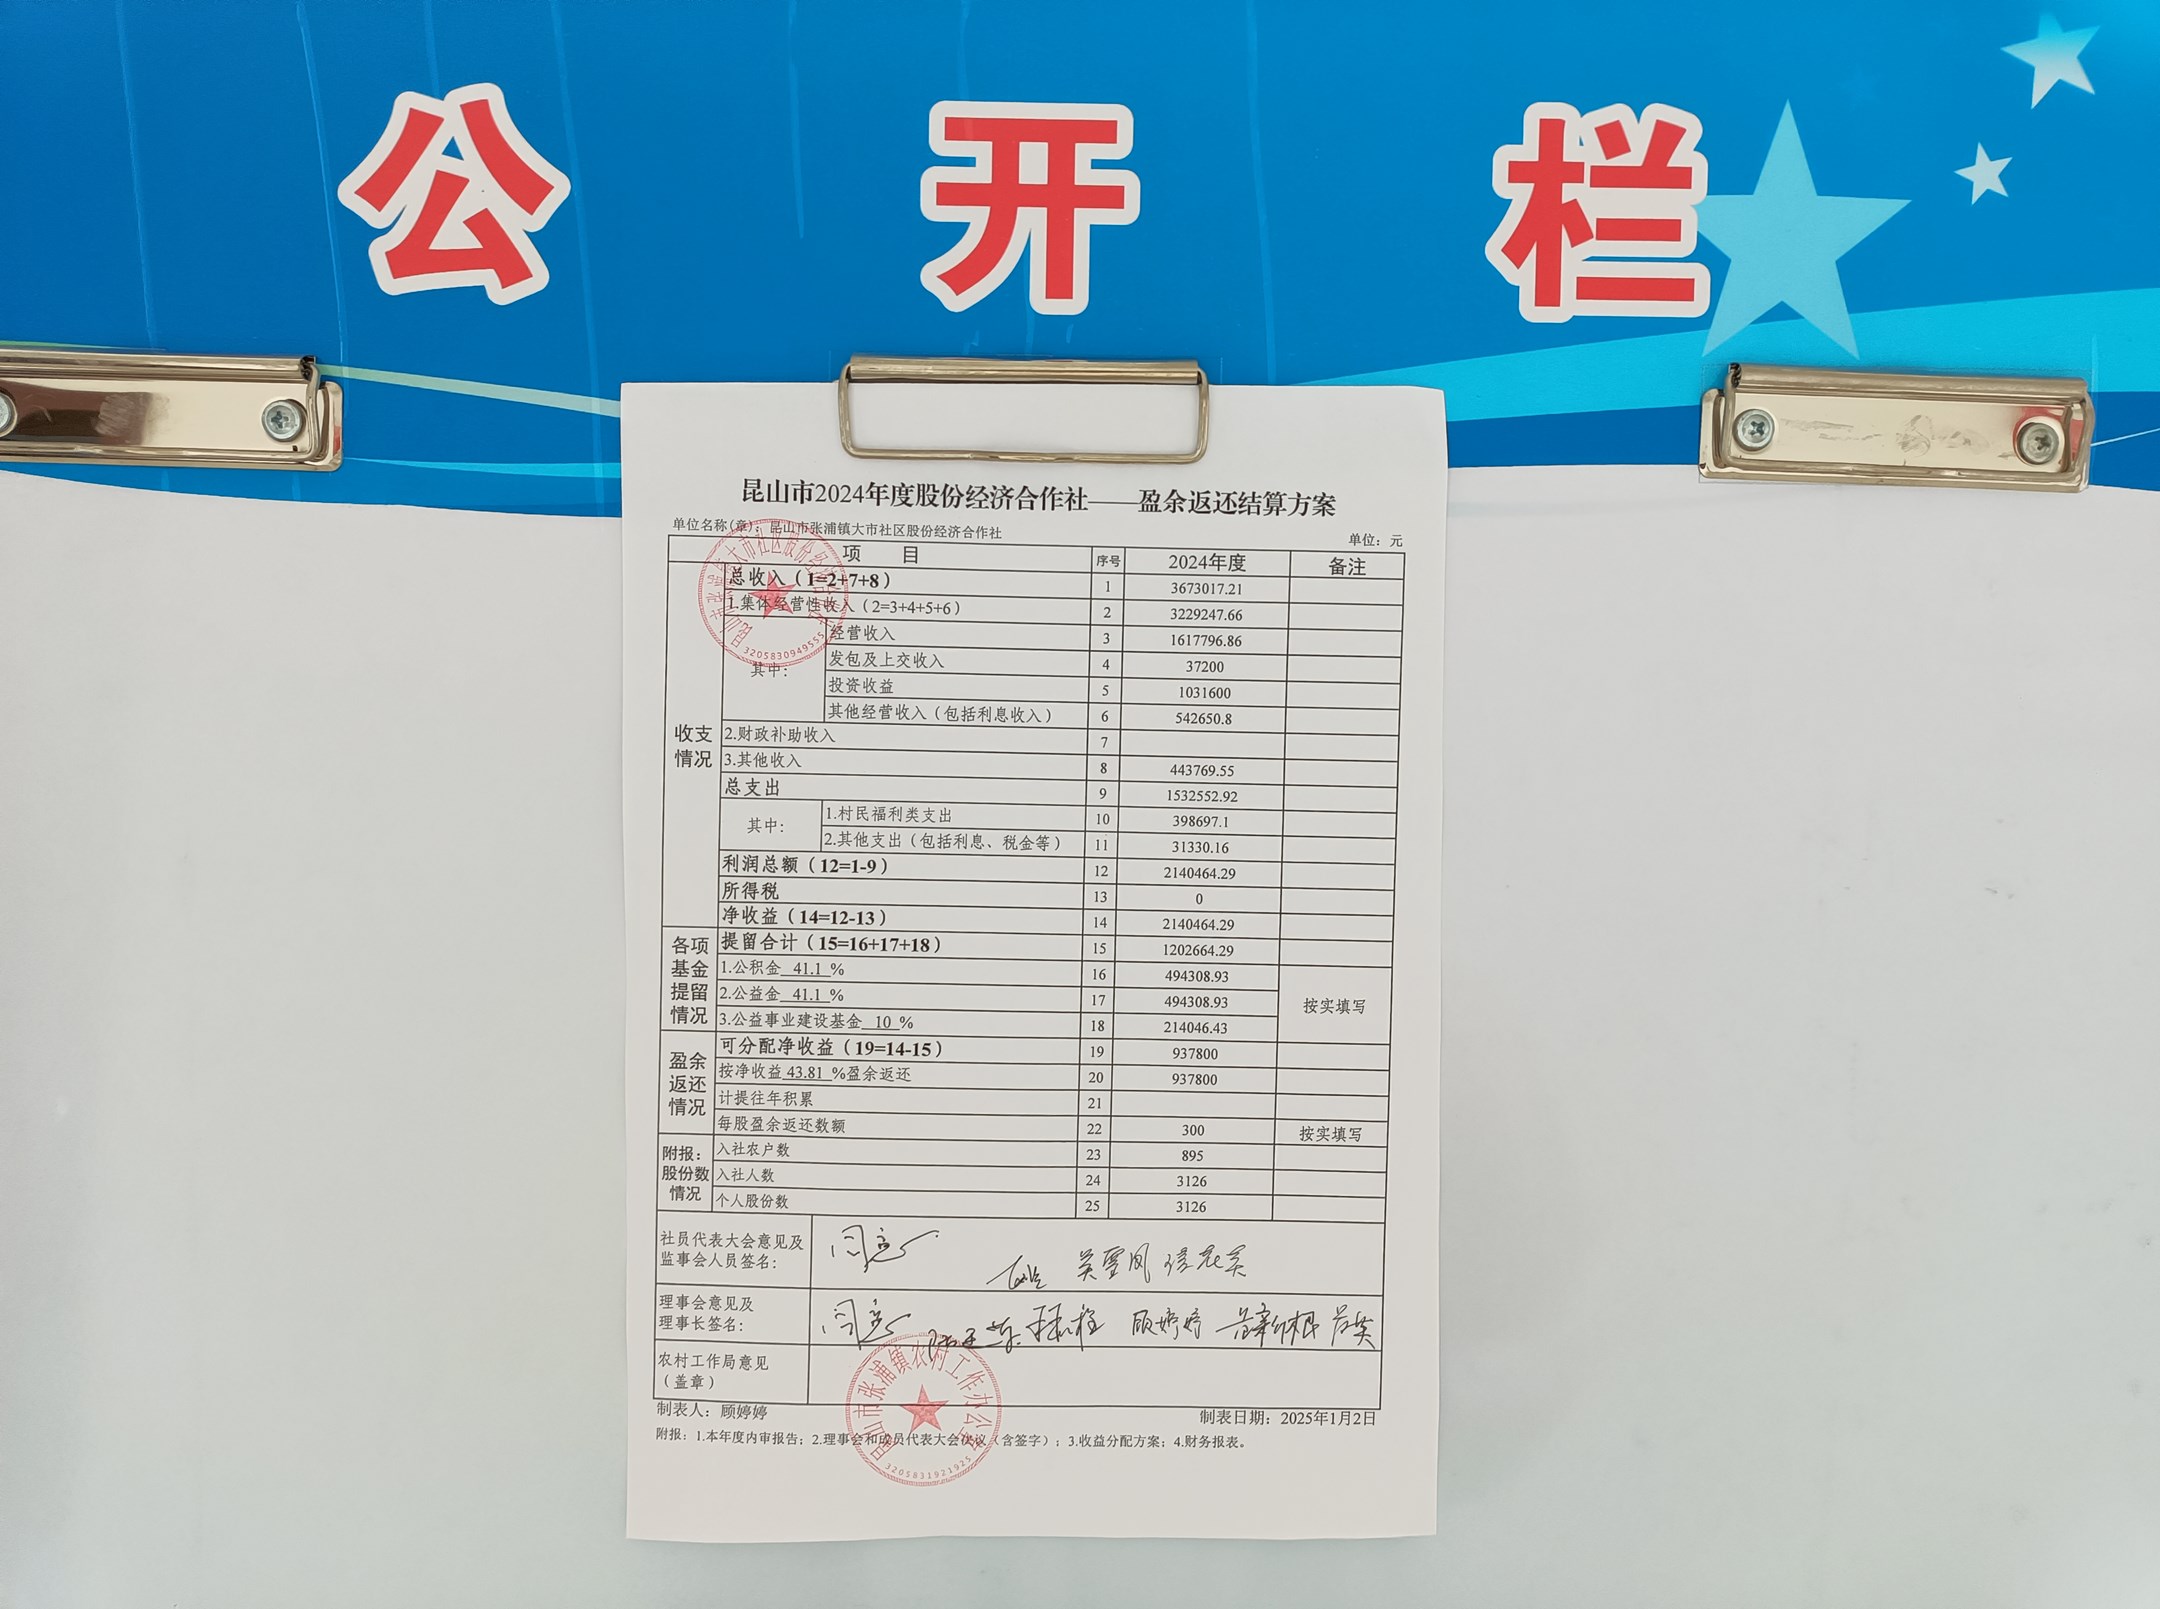 公开栏
昆山市2024年度股份经济合作社——盈余返还结算方案
单位名称(章)：昆山市张浦镇大市社区股份经济合作社 单位：元
项 目 序号 2024年度 备注
收支情况
总收入（1=2+7+8） 1 3673017.21
1.集体经营性收入（2=3+4+5+6） 2 3229247.66
其中：
经营收入 3 1617796.86
发包及上交收入 4 37200
投资收益 5 1031600
其他经营收入（包括利息收入） 6 542650.8
2.财政补助收入 7
3.其他收入 8 443769.55
总支出 9 1532552.92
其中：
1.村民福利类支出 10 398697.1
2.其他支出（包括利息、税金等） 11 31330.16
利润总额（12=1-9） 12 2140464.29
所得税 13 0
净收益（14=12-13） 14 2140464.29
各项基金提留情况
提留合计（15=16+17+18） 15 1202664.29
1.公积金 41.1 % 16 494308.93 按实填写
2.公益金 41.1 % 17 494308.93
3.公益事业建设基金 10 % 18 214046.43
盈余返还情况
可分配净收益（19=14-15） 19 937800
按净收益 43.81 %盈余返还 20 937800
计提往年积累 21
每股盈余返还数额 22 300 按实填写
附报：股份数情况
入社农户数 23 895
入社人数 24 3126
个人股份数 25 3126
社员代表大会意见及
监事会人员签名： 同意
理事会意见及
理事长签名： 同意 顾婷婷
农村工作局意见
（盖章）
昆山市张浦镇农村工作办公室
3205831921925
制表人：顾婷婷 制表日期：2025年1月2日
附报：1.本年度内审报告；2.理事会和成员代表大会决议（含签字）；3.收益分配方案；4.财务报表。
3205830949555